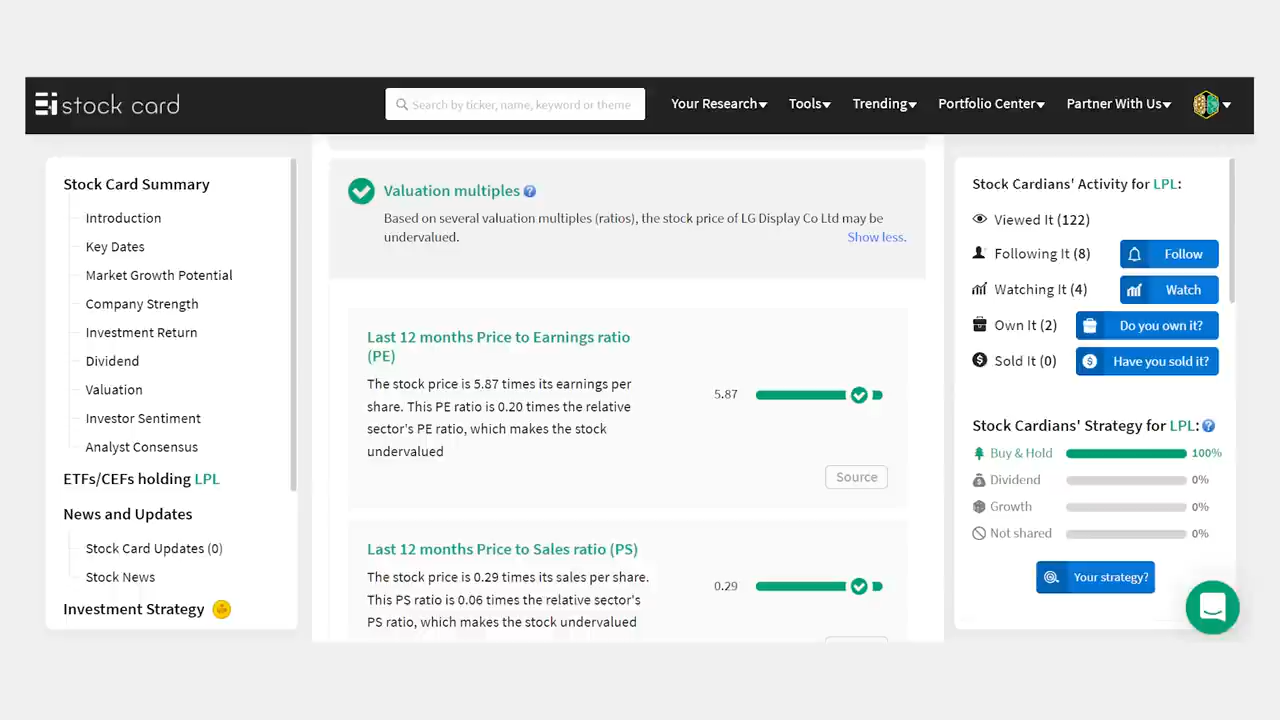 stock card
Search by ticker, name, keyword or theme
Your Research
Tools
Trending
Portfolio Center
Partner With Us
Stock Card Summary
Introduction
Key Dates
Market Growth Potential
Company Strength
Investment Return
Dividend
Valuation
Investor Sentiment
Analyst Consensus
ETFs/CEFs holding LPL
News and Updates
Stock Card Updates (0)
Stock News
Investment Strategy
Valuation multiples ?
Based on several valuation multiples (ratios), the stock price of LG Display Co Ltd may be
undervalued.
Show less.
Last 12 months Price to Earnings ratio
(PE)
The stock price is 5.87 times its earnings per
share. This PE ratio is 0.20 times the relative
sector's PE ratio, which makes the stock
undervalued
5.87
Source
Last 12 months Price to Sales ratio (PS)
The stock price is 0.29 times its sales per share.
This PS ratio is 0.06 times the relative sector's
PS ratio, which makes the stock undervalued
0.29
Stock Cardians' Activity for LPL:
Viewed It (122)
Following It (8)
Follow
Watching It (4)
Watch
Own It (2)
Do you own it?
Sold It (0)
Have you sold it?
Stock Cardians' Strategy for LPL: ?
Buy & Hold 100%
Dividend 0%
Growth 0%
Not shared 0%
Your strategy?